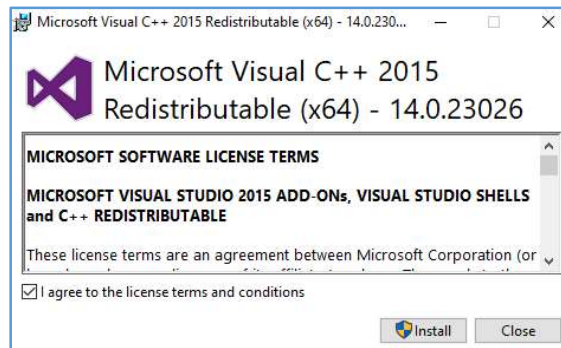 Microsoft Visual C++ 2015 Redistributable (x64) - 14.0.230...
Microsoft Visual C++ 2015
Redistributable (x64) - 14.0.23026
MICROSOFT SOFTWARE LICENSE TERMS
MICROSOFT VISUAL STUDIO 2015 ADD-ONs, VISUAL STUDIO SHELLS
and C++ REDISTRIBUTABLE
These license terms are an agreement between Microsoft Corporation (or
I agree to the license terms and conditions
Install Close